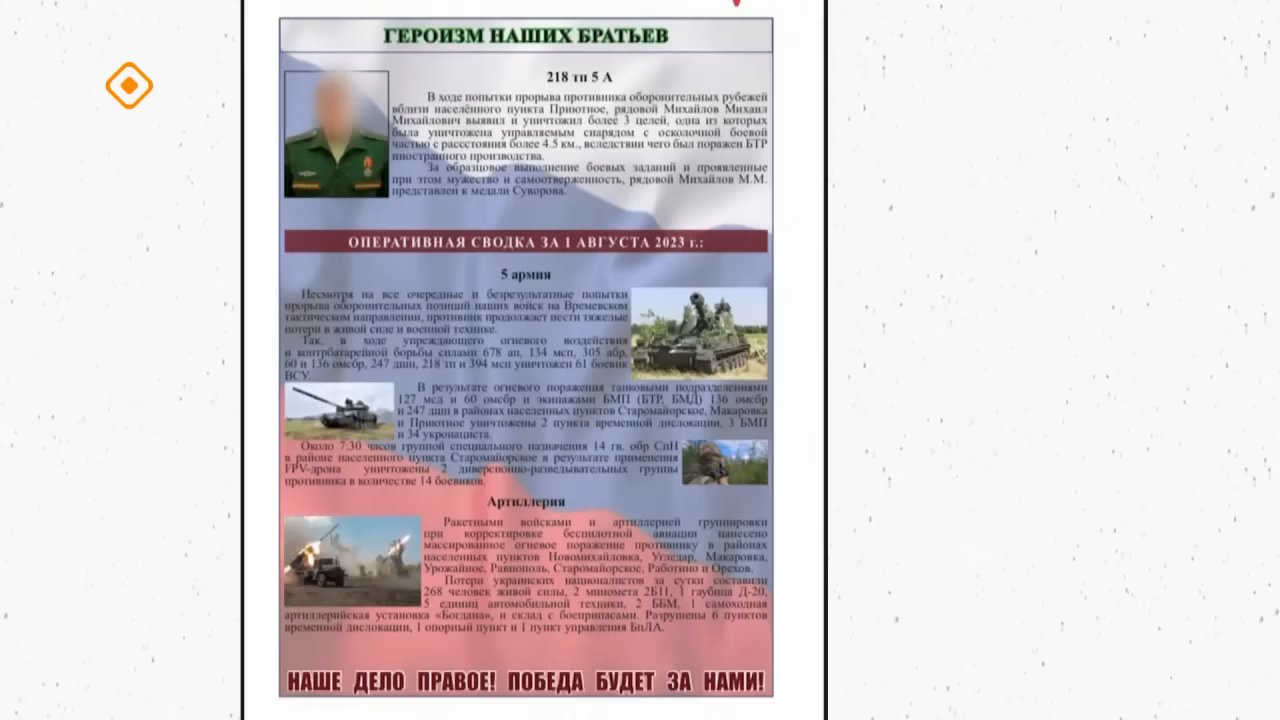 ГЕРОИЗМ НАШИХ БРАТЬЕВ
218 тп 5 А
В ходе попытки прорыва противника оборонительных рубежей
вблизи населённого пункта Приютное, рядовой Михайлов Михаил
Михайлович выявил и уничтожил более 3 целей, одна из которых
была уничтожена управляемым снарядом с осколочной боевой
частью с рассстояния более 4.5 км., вследствии чего был поражен БТР
иностранного производства.
За образцовое выполнение боевых заданий и проявленные
при этом мужество и самоотверженность, рядовой Михайлов М.М.
представлен к медали Суворова.
ОПЕРАТИВНАЯ СВОДКА ЗА 1 АВГУСТА 2023 г.:
5 армия
Несмотря на все очередные и безрезультатные попытки
прорыва оборонительных позиций наших войск на Времевском
тактическом направлении, противник продолжает нести тяжелые
потери в живой силе и военной технике.
Так, в ходе упреждающего огневого воздействия
и контрбатарейной борьбы силами 678 ап, 134 мсп, 305 абр,
60 и 136 омсбр, 247 дшп, 218 тп и 394 мсп уничтожен 61 боевик
ВСУ.
В результате огневого поражения танковыми подразделениями
127 мсд и 60 омсбр и экипажами БМП (БТР, БМД) 136 омсбр
и 247 дшп в районах населенных пунктов Старомайорское, Макаровка
и Приютное уничтожены 2 пункта временной дислокации, 3 БМП
и 34 укронациста.
Около 7:30 часов группой специального назначения 14 гв. обр СпН
в районе населенного пункта Старомайорское в результате применения
FPV-дрона уничтожены 2 диверсионно-разведывательных группы
противника в количестве 14 боевиков.
Артиллерия
Ракетными войсками и артиллерией группировки
при корректировке беспилотной авиации нанесено
массированное огневое поражение противнику в районах
населенных пунктов Новомихайловка, Угледар, Макаровка,
Урожайное, Равнополь, Старомайорское, Работино и Орехов.
Потери украинских националистов за сутки составили
268 человек живой силы, 2 миномета 2Б11, 1 гаубица Д-20,
5 единиц автомобильной техники, 2 ББМ, 1 самоходная
артиллерийская установка «Богдана», и склад с боеприпасами. Разрушены 6 пунктов
временной дислокации, 1 опорный пункт и 1 пункт управления БпЛА.
НАШЕ ДЕЛО ПРАВОЕ! ПОБЕДА БУДЕТ ЗА НАМИ!